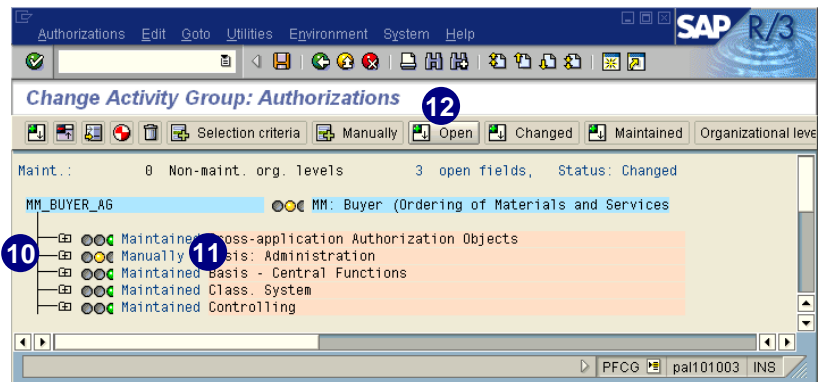 Authorizations Edit Goto Utilities Environment System Help
SAP R/3
Change Activity Group: Authorizations
12
Selection criteria Manually Open Changed Maintained Organizational leve
Maint.: 0 Non-maint. org. levels 3 open fields, Status: Changed
MM_BUYER_AG MM: Buyer (Ordering of Materials and Services
10 Maintained 11 oss-application Authorization Objects
Manually sis: Administration
Maintained Basis - Central Functions
Maintained Class. System
Maintained Controlling
PFCG pal101003 INS